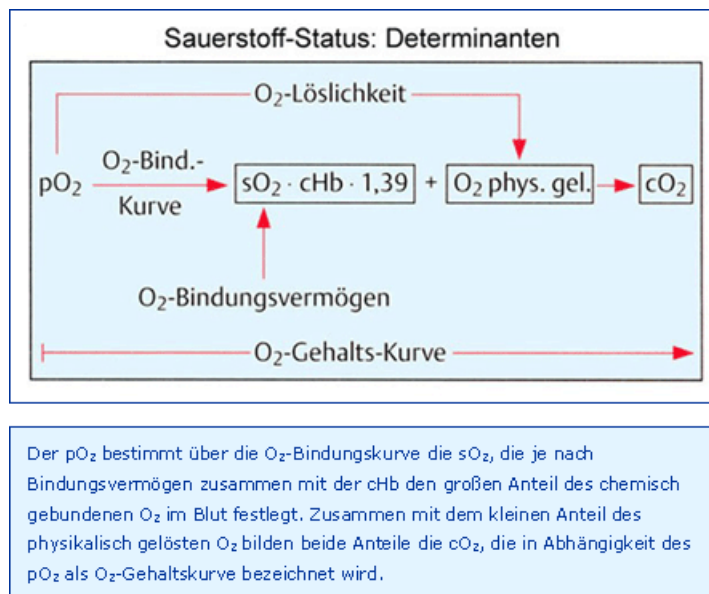 Sauerstoff-Status: Determinanten
O₂-Löslichkeit
O₂-Bind.-
pO₂
sO₂ · cHb · 1,39 + O₂ phys. gel. cO₂
Kurve
O₂-Bindungsvermögen
O₂-Gehalts-Kurve
Der pO₂ bestimmt über die O₂-Bindungskurve die sO₂, die je nach
Bindungsvermögen zusammen mit der cHb den großen Anteil des chemisch
gebundenen O₂ im Blut festlegt. Zusammen mit dem kleinen Anteil des
physikalisch gelösten O₂ bilden beide Anteile die cO₂, die in Abhängigkeit des
pO₂ als O₂-Gehaltskurve bezeichnet wird.